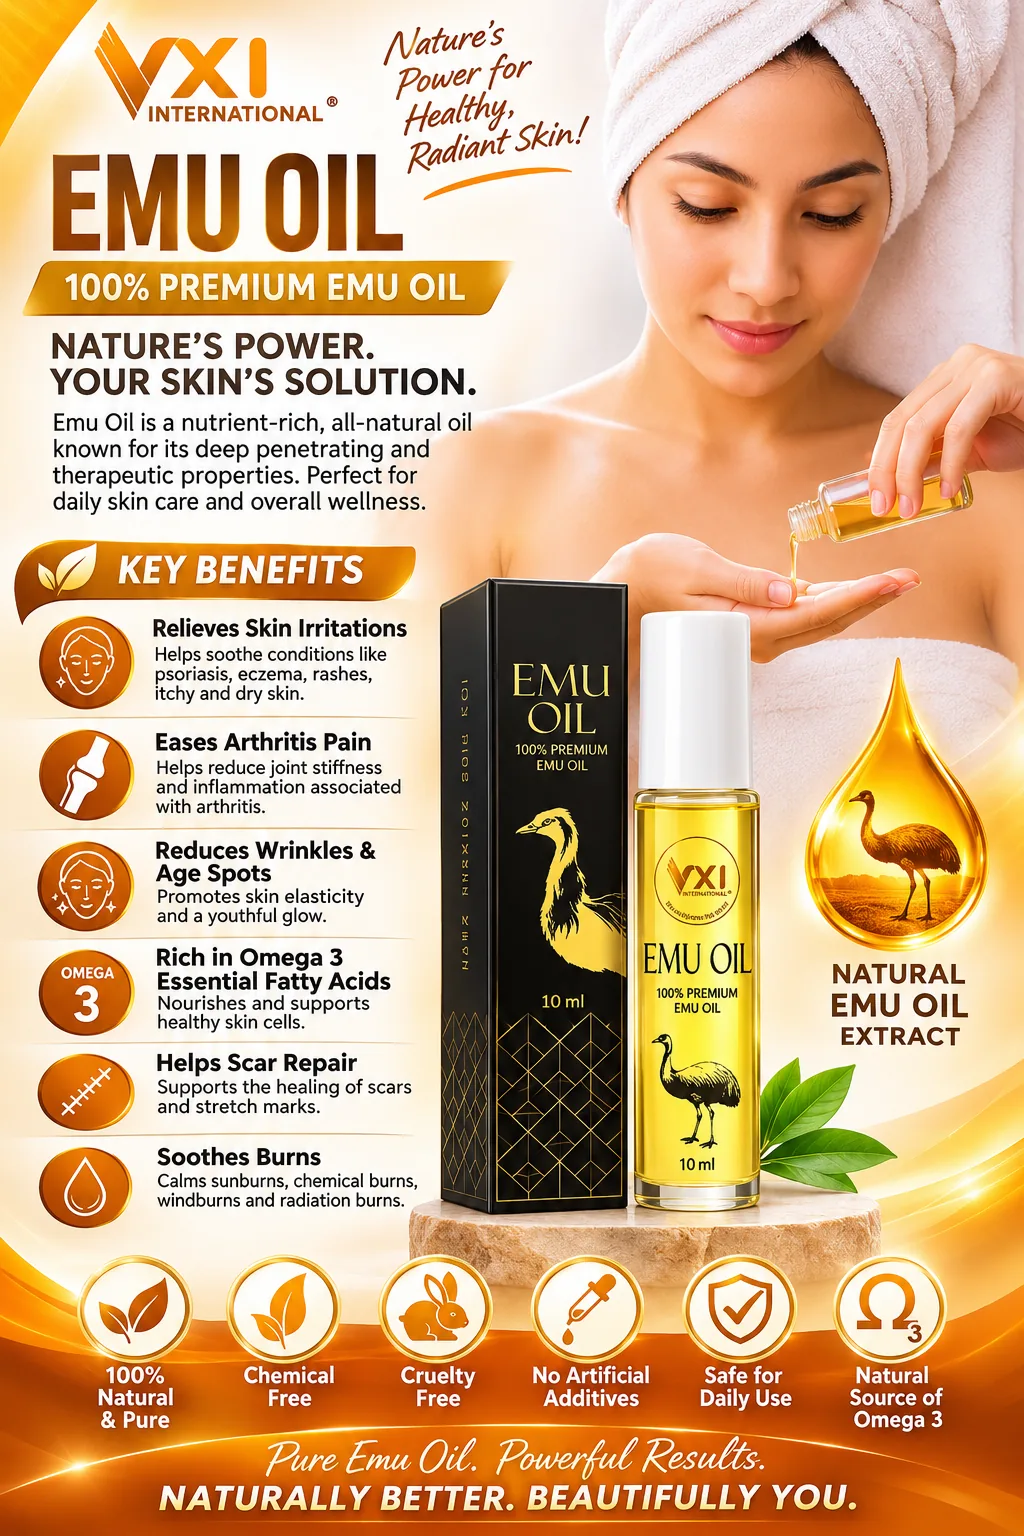 VXI
INTERNATIONAL®
Nature's
Power for
Healthy,
Radiant Skin!
EMU OIL
100% PREMIUM EMU OIL
NATURE'S POWER.
YOUR SKIN'S SOLUTION.
Emu Oil is a nutrient-rich, all-natural oil
known for its deep penetrating and
therapeutic properties. Perfect for
daily skin care and overall wellness.
KEY BENEFITS
Relieves Skin Irritations
Helps soothe conditions like
psoriasis, eczema, rashes,
itchy and dry skin.
Eases Arthritis Pain
Helps reduce joint stiffness
and inflammation associated
with arthritis.
Reduces Wrinkles &
Age Spots
Promotes skin elasticity
and a youthful glow.
OMEGA
3
Rich in Omega 3
Essential Fatty Acids
Nourishes and supports
healthy skin cells.
Helps Scar Repair
Supports the healing of scars
and stretch marks.
Soothes Burns
Calms sunburns, chemical burns,
windburns and radiation burns.
EMU
OIL
100% PREMIUM
EMU OIL
10 ml
VXI
INTERNATIONAL®
EMU OIL
100% PREMIUM
EMU OIL
10 ml
NATURAL
EMU OIL
EXTRACT
100%
Natural
& Pure
Chemical
Free
Cruelty
Free
No Artificial
Additives
Safe for
Daily Use
Ω3
Natural
Source of
Omega 3
Pure Emu Oil. Powerful Results.
NATURALLY BETTER. BEAUTIFULLY YOU.